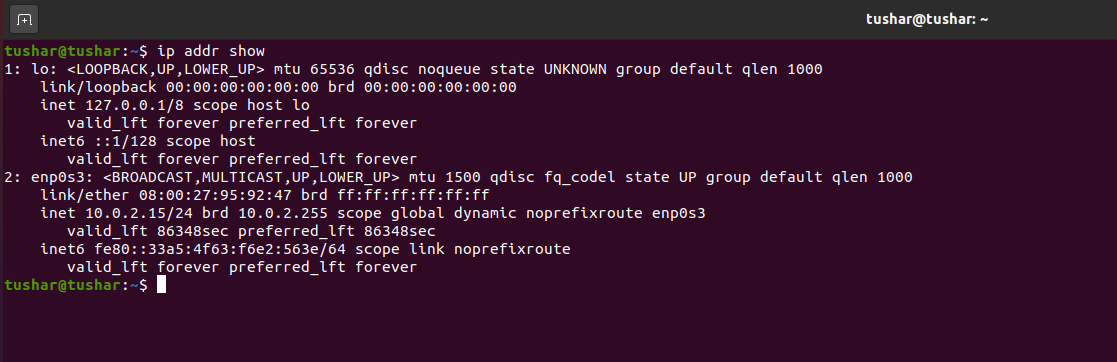 tushar@tushar: ~
tushar@tushar:~$ ip addr show
1: lo: <LOOPBACK,UP,LOWER_UP> mtu 65536 qdisc noqueue state UNKNOWN group default qlen 1000
    link/loopback 00:00:00:00:00:00 brd 00:00:00:00:00:00
    inet 127.0.0.1/8 scope host lo
       valid_lft forever preferred_lft forever
    inet6 ::1/128 scope host
       valid_lft forever preferred_lft forever
2: enp0s3: <BROADCAST,MULTICAST,UP,LOWER_UP> mtu 1500 qdisc fq_codel state UP group default qlen 1000
    link/ether 08:00:27:95:92:47 brd ff:ff:ff:ff:ff:ff
    inet 10.0.2.15/24 brd 10.0.2.255 scope global dynamic noprefixroute enp0s3
       valid_lft 86348sec preferred_lft 86348sec
    inet6 fe80::33a5:4f63:f6e2:563e/64 scope link noprefixroute
       valid_lft forever preferred_lft forever
tushar@tushar:~$